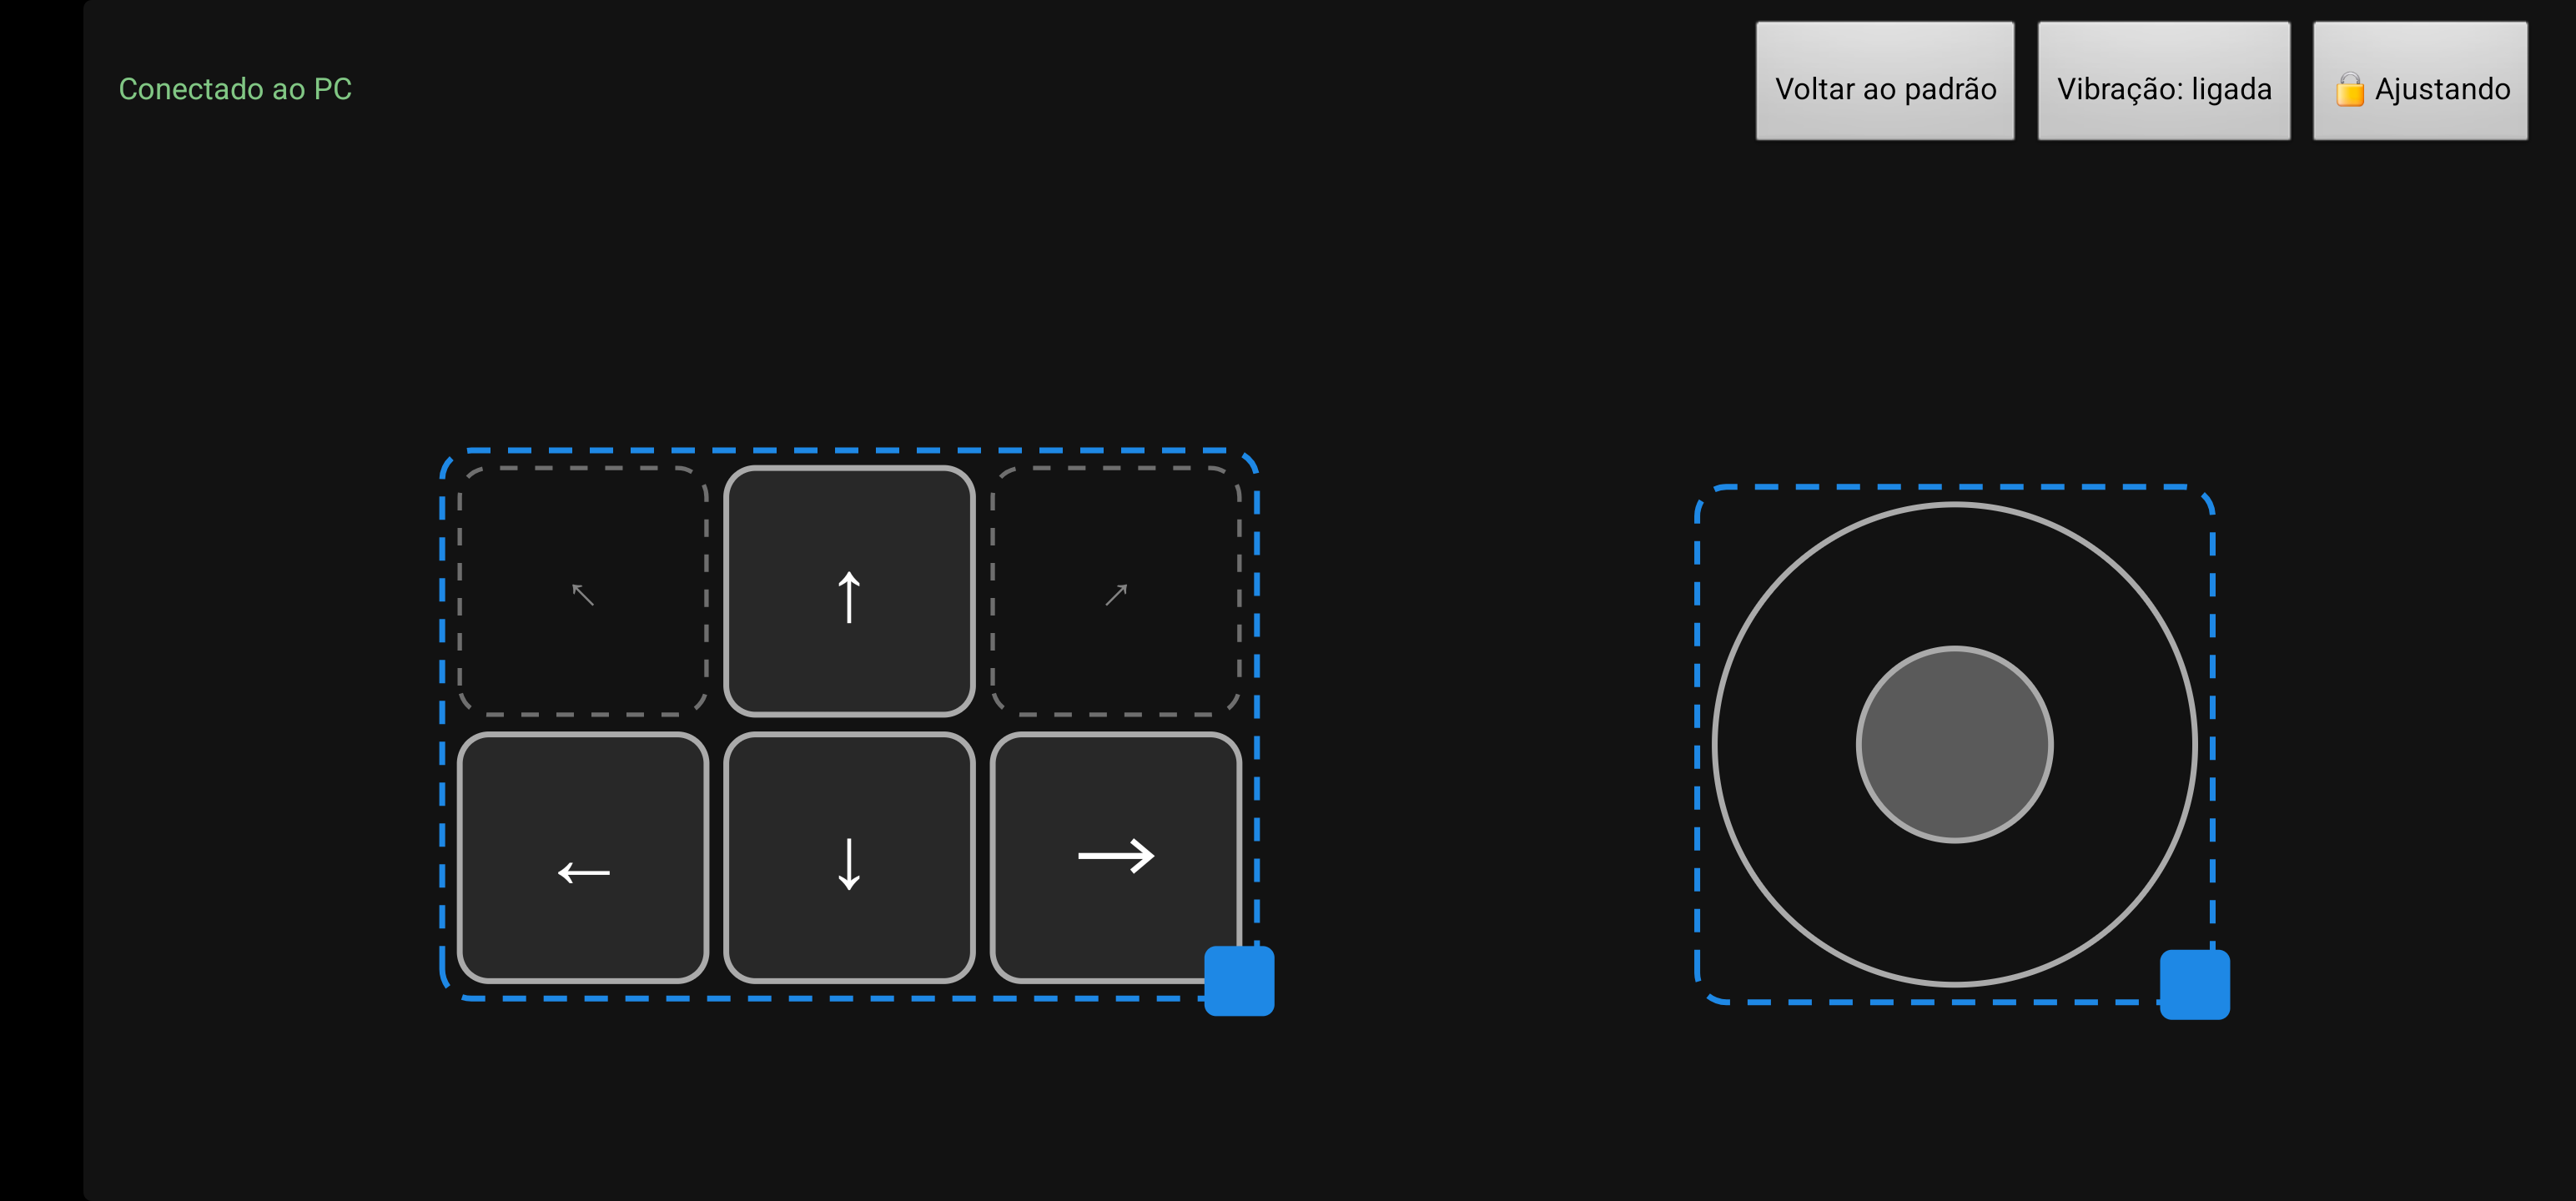 Conectado ao PC
Voltar ao padrão
Vibração: ligada
🔒 Ajustando
↖ ↑ ↗
← ↓ →